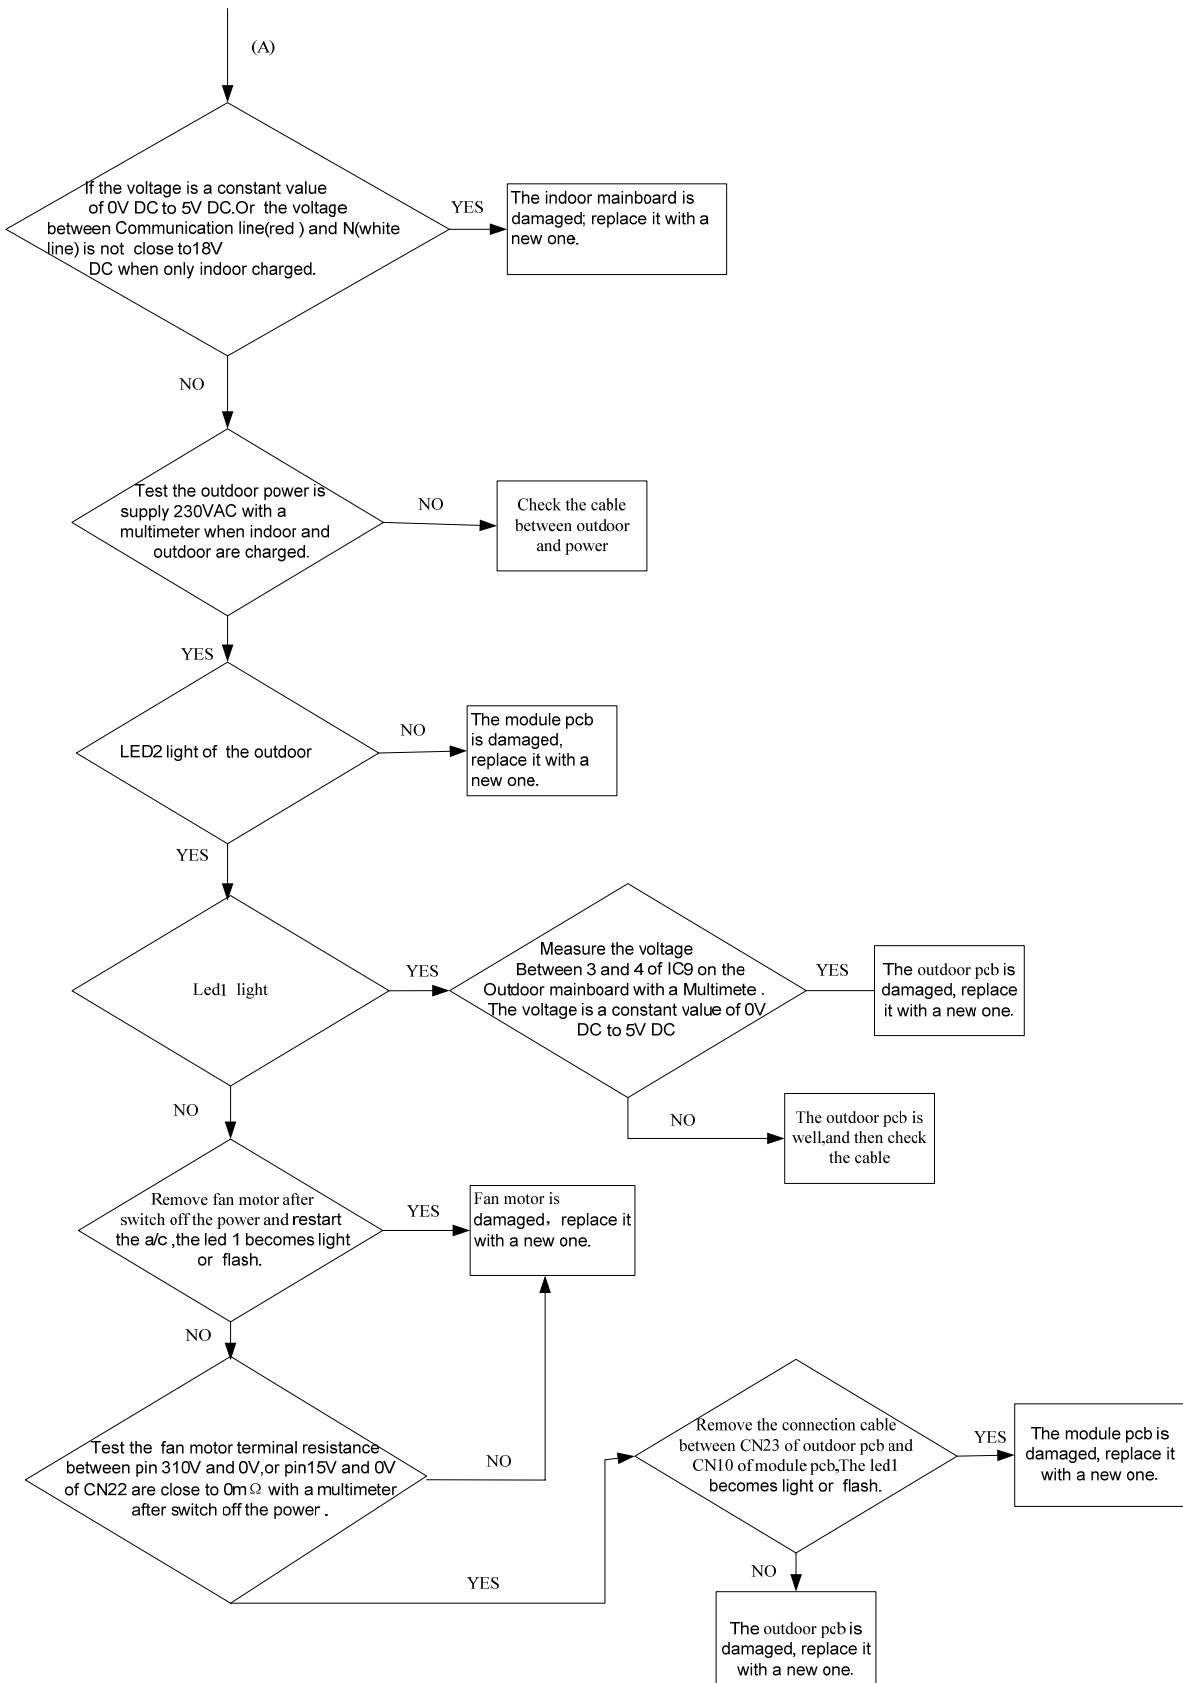 (A)
If the voltage is a constant value
of 0V DC to 5V DC.Or the voltage
between Communication line(red ) and N(white
line) is not close to18V
DC when only indoor charged.
YES
The indoor mainboard is
damaged; replace it with a
new one.
NO
Test the outdoor power is
supply 230VAC with a
multimeter when indoor and
outdoor are charged.
NO
Check the cable
between outdoor
and power
YES
LED2 light of the outdoor
NO
The module pcb
is damaged,
replace it with a
new one.
YES
Led1 light
YES
Measure the voltage
Between 3 and 4 of IC9 on the
Outdoor mainboard with a Multimete .
The voltage is a constant value of 0V
DC to 5V DC
YES
The outdoor pcb is
damaged, replace
it with a new one.
NO
The outdoor pcb is
well,and then check
the cable
NO
Remove fan motor after
switch off the power and restart
the a/c ,the led 1 becomes light
or flash.
YES
Fan motor is
damaged, replace it
with a new one.
NO
Test the fan motor terminal resistance
between pin 310V and 0V,or pin15V and 0V
of CN22 are close to 0mΩ with a multimeter
after switch off the power .
NO
YES
Remove the connection cable
between CN23 of outdoor pcb and
CN10 of module pcb,The led1
becomes light or flash.
YES
The module pcb is
damaged, replace it
with a new one.
NO
The outdoor pcb is
damaged, replace it
with a new one.